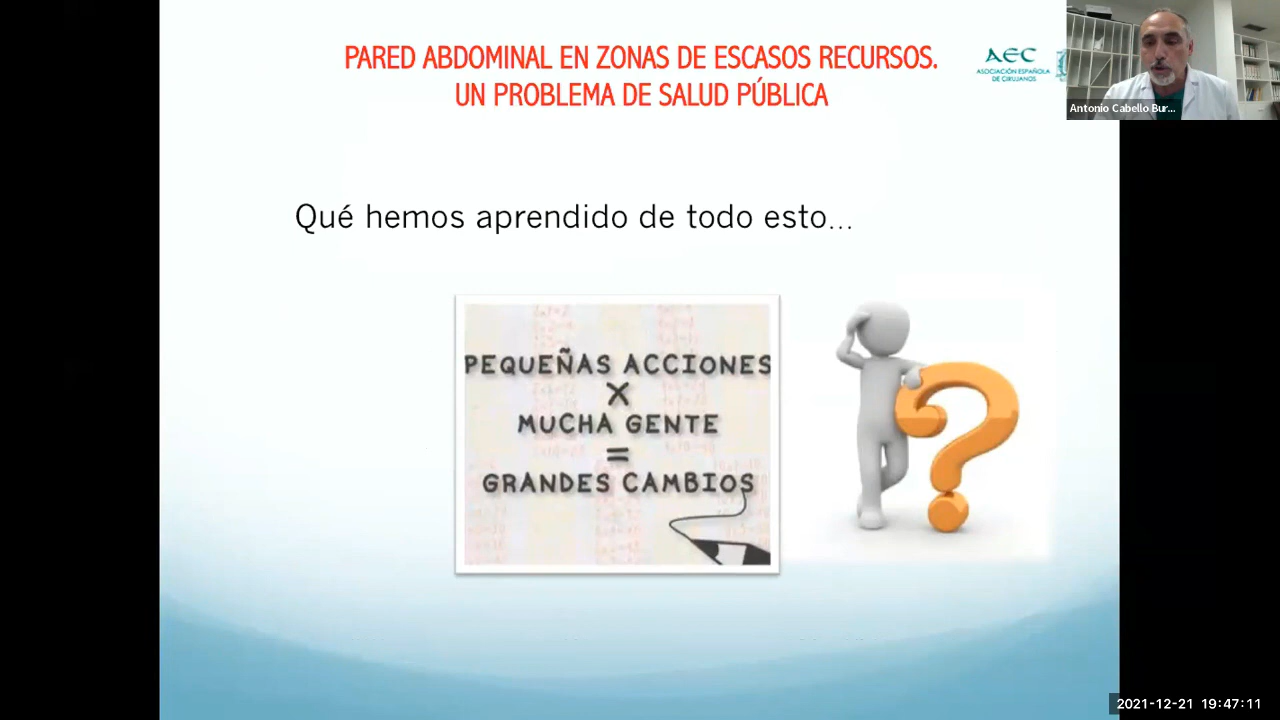 PARED ABDOMINAL EN ZONAS DE ESCASOS RECURSOS.
UN PROBLEMA DE SALUD PÚBLICA
AEC
ASOCIACIÓN ESPAÑOLA
DE CIRUJANOS
Antonio Cabello Bur...
Qué hemos aprendido de todo esto...
PEQUEÑAS ACCIONES
X
MUCHA GENTE
=
GRANDES CAMBIOS
2021-12-21 19:47:11